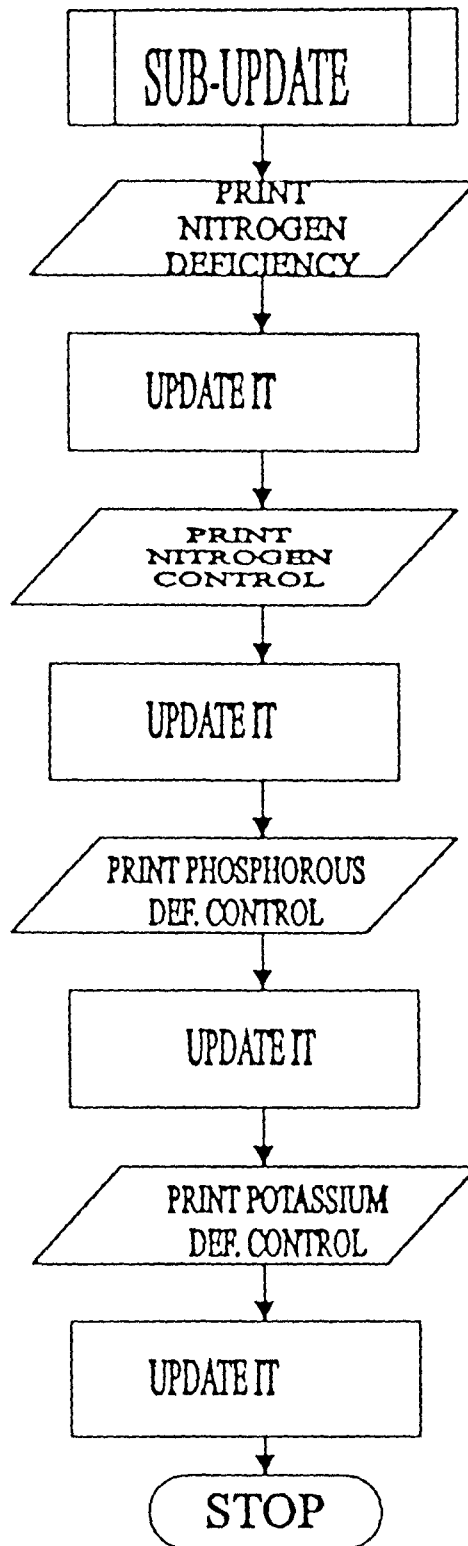 SUB-UPDATE
PRINT
NITROGEN
DEFICIENCY
UPDATE IT
PRINT
NITROGEN
CONTROL
UPDATE IT
PRINT PHOSPHOROUS
DEF. CONTROL
UPDATE IT
PRINT POTASSIUM
DEF. CONTROL
UPDATE IT
STOP